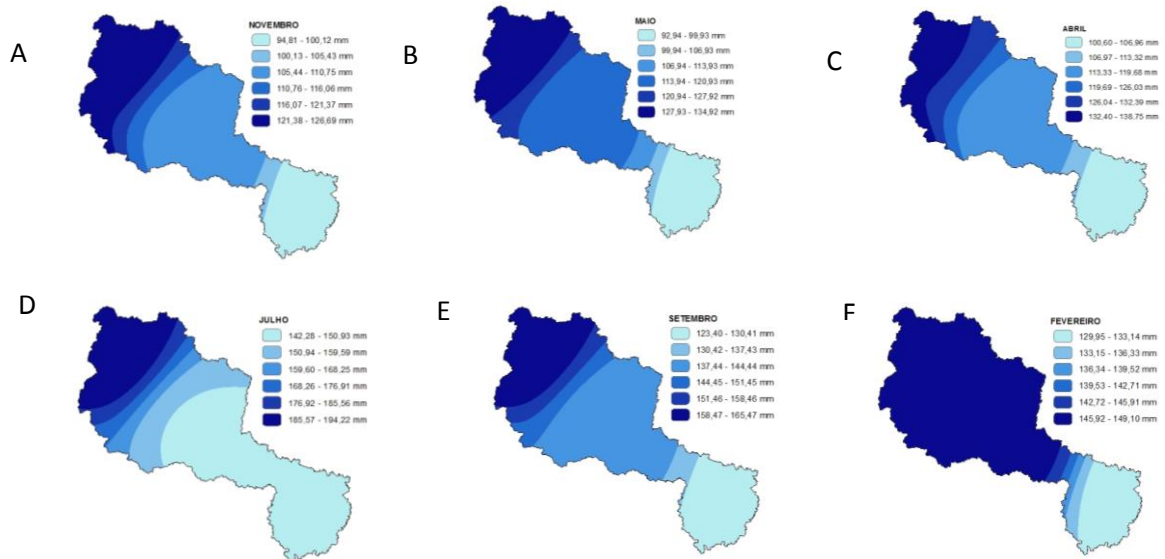 A
NOVEMBRO
94,81 - 100,12 mm
100,13 - 105,43 mm
105,44 - 110,75 mm
110,76 - 116,06 mm
116,07 - 121,37 mm
121,38 - 126,69 mm
B
MAIO
92,94 - 99,93 mm
99,94 - 106,93 mm
106,94 - 113,93 mm
113,94 - 120,93 mm
120,94 - 127,92 mm
127,93 - 134,92 mm
C
ABRIL
100,60 - 106,96 mm
106,97 - 113,32 mm
113,33 - 119,68 mm
119,69 - 126,03 mm
126,04 - 132,39 mm
132,40 - 138,75 mm
D
JULHO
142,28 - 150,93 mm
150,94 - 159,59 mm
159,60 - 168,25 mm
168,26 - 176,91 mm
176,92 - 185,56 mm
185,57 - 194,22 mm
E
SETEMBRO
123,40 - 130,41 mm
130,42 - 137,43 mm
137,44 - 144,44 mm
144,45 - 151,45 mm
151,46 - 158,46 mm
158,47 - 165,47 mm
F
FEVEREIRO
129,95 - 133,14 mm
133,15 - 136,33 mm
136,34 - 139,52 mm
139,53 - 142,71 mm
142,72 - 145,91 mm
145,92 - 149,10 mm